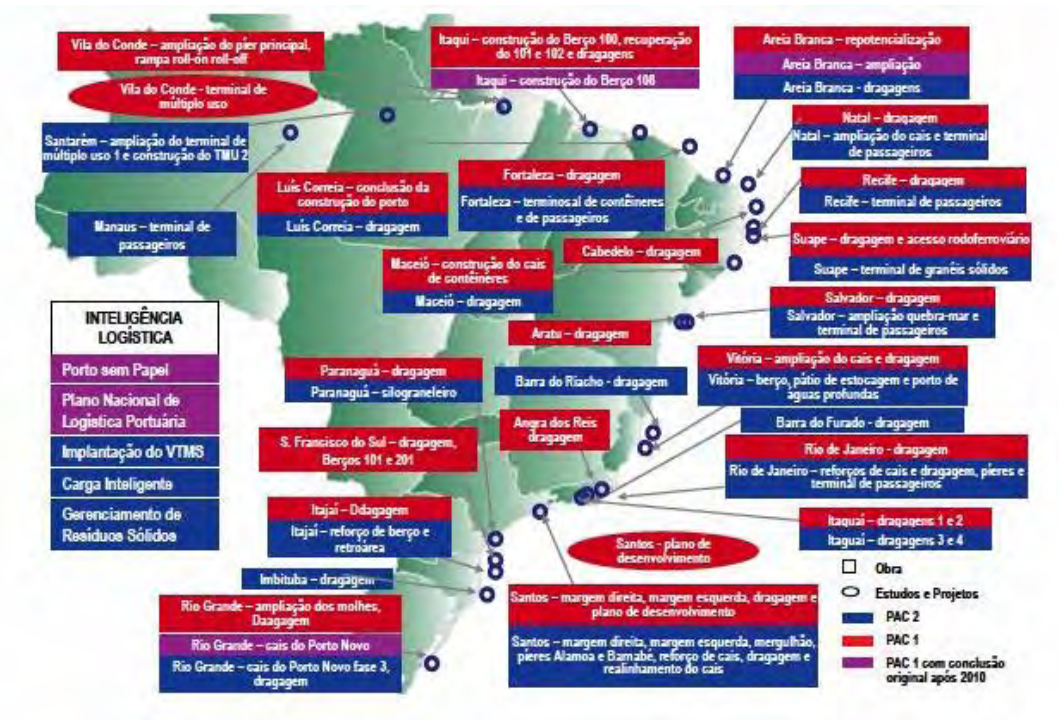 Vila do Conde – ampliação do píer principal,
rampa roll-on roll-off
Vila do Conde - terminal de
múltiplo uso
Santarém – ampliação do terminal de
múltiplo uso 1 e construção do TMU 2
Manaus – terminal de
passageiros
Itaqui – construção do Berço 100, recuperação
do 101 e 102 e dragagens
Itaqui – construção do Berço 108
Areia Branca – repotencialização
Areia Branca – ampliação
Areia Branca - dragagens
Natal – dragagem
Natal – ampliação do cais e terminal
de passageiros
Luís Correia – conclusão da
construção do porto
Luís Correia – dragagem
Fortaleza – dragagem
Fortaleza – terminosal de contêineres
e de passageiros
Recife – dragagem
Recife – terminal de passageiros
Cabedelo – dragagem
Suape – dragagem e acesso rodoferroviário
Suape – terminal de granéis sólidos
Maceió – construção do cais
de contêineres
Maceió – dragagem
Salvador – dragagem
Salvador – ampliação quebra-mar e
terminal de passageiros
Aratu – dragagem
INTELIGÊNCIA
LOGÍSTICA
Porto sem Papel
Plano Nacional de
Logística Portuária
Implantação do VTMS
Carga Inteligente
Gerenciamento de
Resíduos Sólidos
Paranaguá – dragagem
Paranaguá – silograneleiro
Barra do Riacho - dragagem
Vitória – ampliação do cais e dragagem
Vitória – berço, pátio de estocagem e porto de
águas profundas
Barra do Furado - dragagem
Angra dos Reis
dragagem
S. Francisco do Sul – dragagem,
Berços 101 e 201
Rio de Janeiro - dragagem
Rio de Janeiro – reforços de cais e dragagem, píeres e
terminal de passageiros
Itajaí – Ddagagem
Itajaí – reforço de berço e
retroárea
Itaguaí – dragagens 1 e 2
Itaguaí – dragagens 3 e 4
Santos - plano de
desenvolvimento
Imbituba – dragagem
Rio Grande – ampliação dos molhes,
Daagagem
Rio Grande – cais do Porto Novo
Rio Grande – cais do Porto Novo fase 3,
dragagem
Santos – margem direita, margem esquerda, dragagem e
plano de desenvolvimento
Santos – margem direita, margem esquerda, mergulhão,
píeres Alamoa e Barnabé, reforço de cais, dragagem e
realinhamento do cais
Obra
Estudos e Projetos
PAC 2
PAC 1
PAC 1 com conclusão
original após 2010